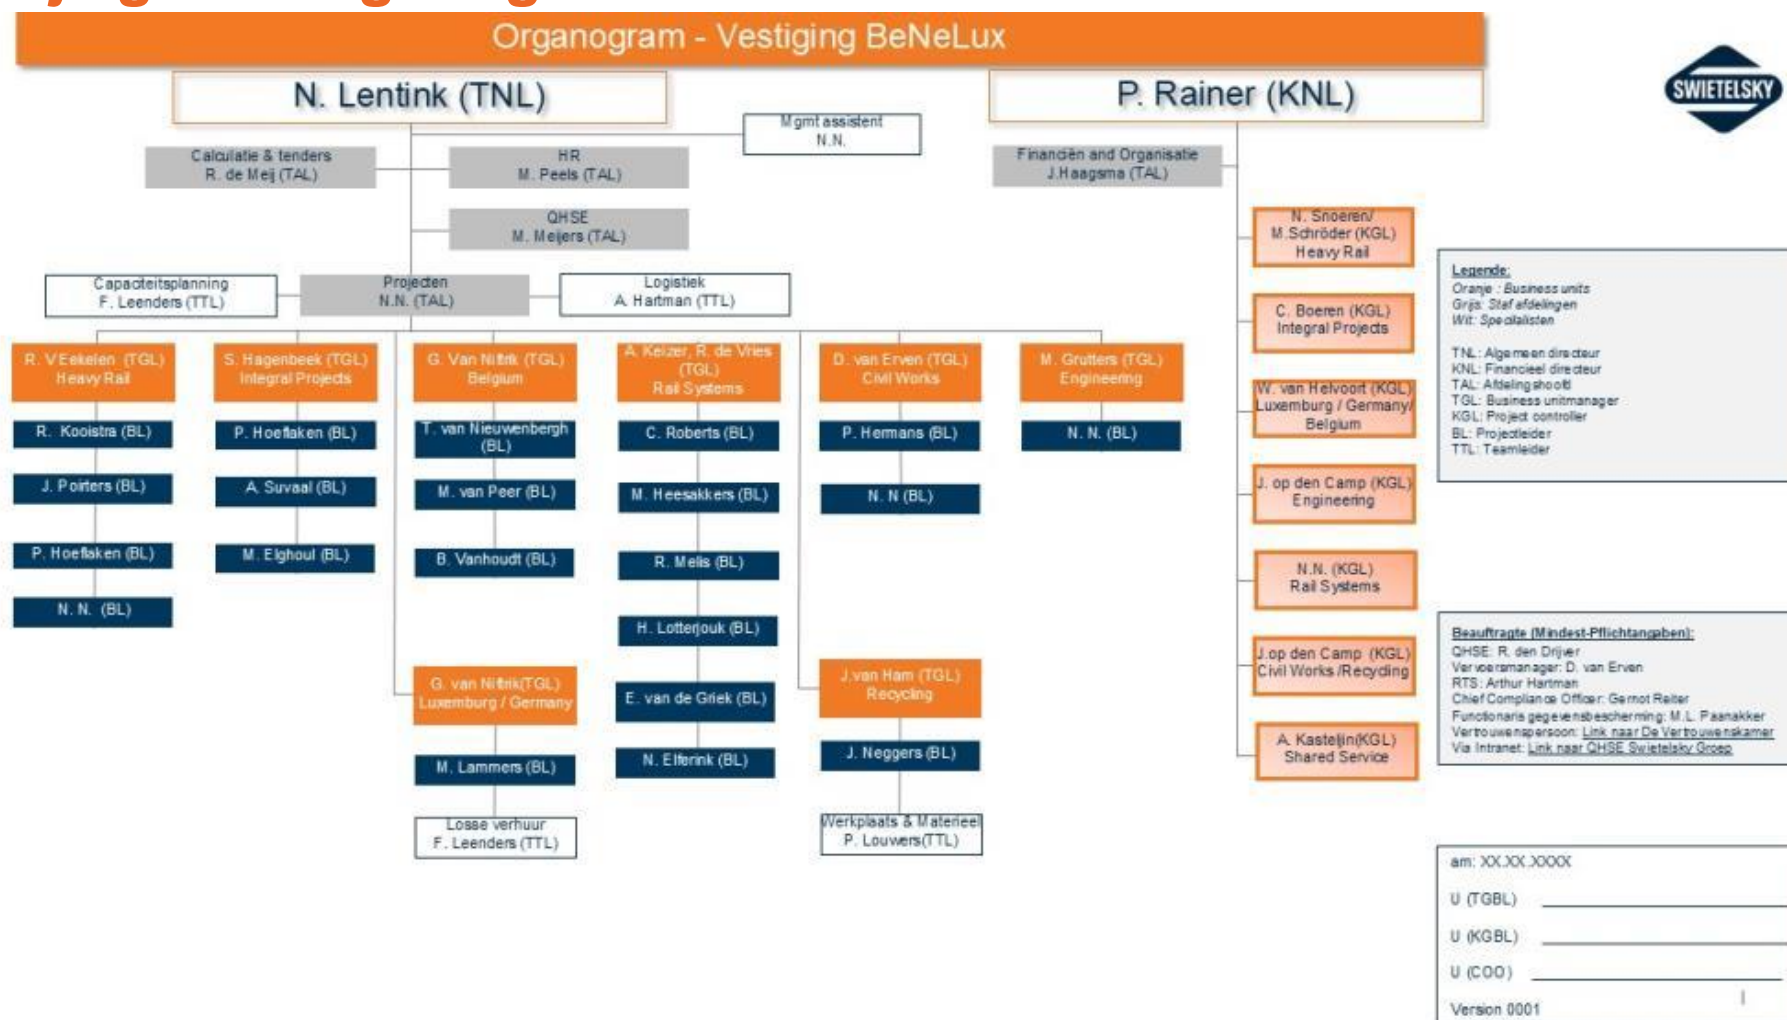 Organogram - Vestiging BeNeLux
SWIETELSKY
N. Lentink (TNL)
P. Rainer (KNL)
Mgmt assistent
N.N.
Calculatie & tenders
R. de Meij (TAL)
HR
M. Peels (TAL)
Financiën and Organisatie
J.Haagsma (TAL)
QHSE
M. Meijers (TAL)
Capaciteitsplanning
F. Leenders (TTL)
Projecten
N.N. (TAL)
Logistiek
A. Hartman (TTL)
R. V Eekelen (TGL)
Heavy Rail
R. Kooistra (BL)
J. Poirters (BL)
P. Hoeflaken (BL)
N. N. (BL)
S. Hagenbeek (TGL)
Integral Projects
P. Hoeflaken (BL)
A. Suvaal (BL)
M. Elghoul (BL)
G. Van Niftrik (TGL)
Belgium
T. van Nieuwenbergh
(BL)
M. van Peer (BL)
B. Vanhoudt (BL)
G. van Niftrik(TGL)
Luxemburg / Germany
M. Lammers (BL)
Losse verhuur
F. Leenders (TTL)
A. Keizer, R. de Vries
(TGL)
Rail Systems
C. Roberts (BL)
M. Heesakkers (BL)
R. Melis (BL)
H. Lotterjouk (BL)
E. van de Griek (BL)
N. Elferink (BL)
D. van Erven (TGL)
Civil Works
P. Hermans (BL)
N. N (BL)
J.van Ham (TGL)
Recycling
J. Neggers (BL)
Werkplaats & Materieel
P. Louwers(TTL)
M. Grutters (TGL)
Engineering
N. N. (BL)
N. Snoeren/
M.Schröder (KGL)
Heavy Rail
C. Boeren (KGL)
Integral Projects
W. van Helvoort (KGL)
Luxemburg / Germany/
Belgium
J. op den Camp (KGL)
Engineering
N.N. (KGL)
Rail Systems
J.op den Camp (KGL)
Civil Works /Recycling
A. Kasteljin(KGL)
Shared Service
Legende:
Oranje : Business units
Grijs: Staf afdelingen
Wit: Specialisten
TNL: Algemeen directeur
KNL: Financieel directeur
TAL: Afdelingshoofd
TGL: Business unitmanager
KGL: Project controller
BL: Projectleider
TTL: Teamleider
Beauftragte (Mindest-Pflichtangaben):
QHSE: R. den Drijver
Vervoersmanager: D. van Erven
RTS: Arthur Hartman
Chief Compliance Officer: Gernot Reiter
Functionaris gegevensbescherming: M.L. Paanakker
Vertrouwenspersoon: Link naar De Vertrouwenskamer
Via Intranet: Link naar QHSE Swietelsky Groep
am: XX.XX.XXXX
U (TGBL)
U (KGBL)
U (COO)
Version 0001